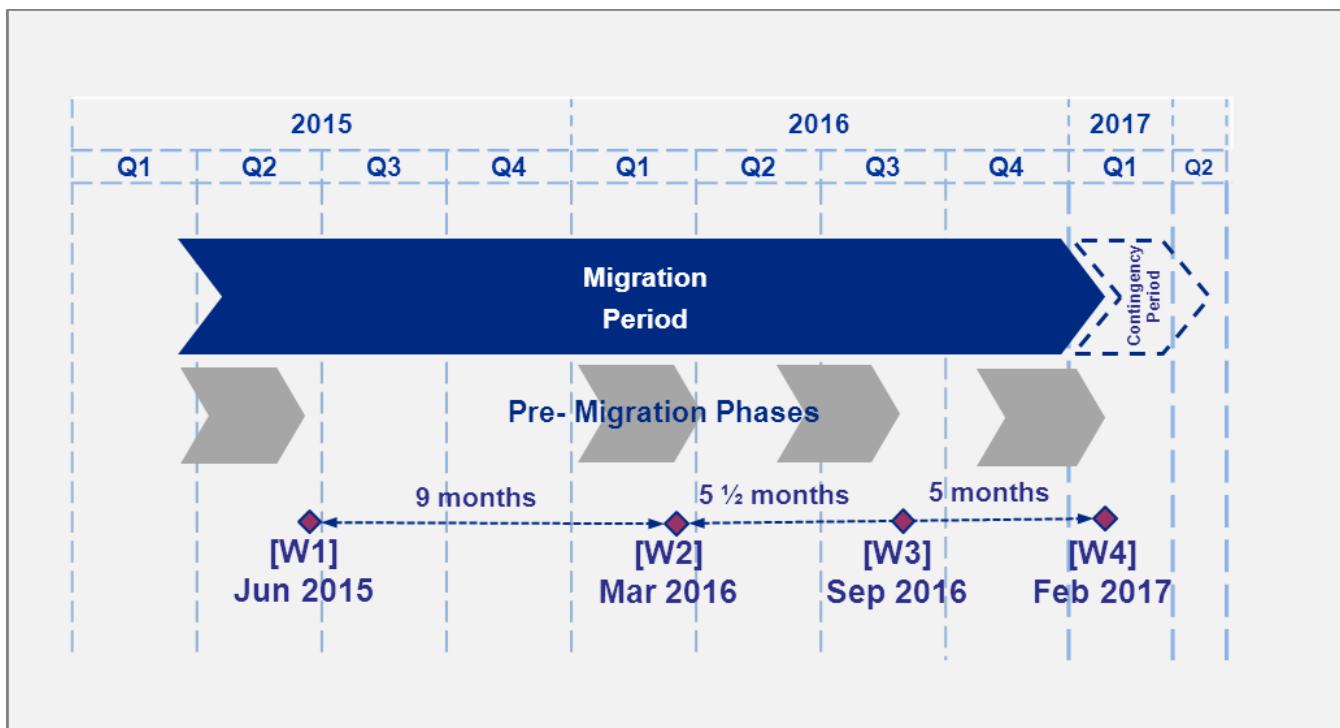 2015 2016 2017
Q1 Q2 Q3 Q4 Q1 Q2 Q3 Q4 Q1 Q2
Migration
Period
Contingency
Period
Pre- Migration Phases
9 months 5 ½ months 5 months
[W1] [W2] [W3] [W4]
Jun 2015 Mar 2016 Sep 2016 Feb 2017